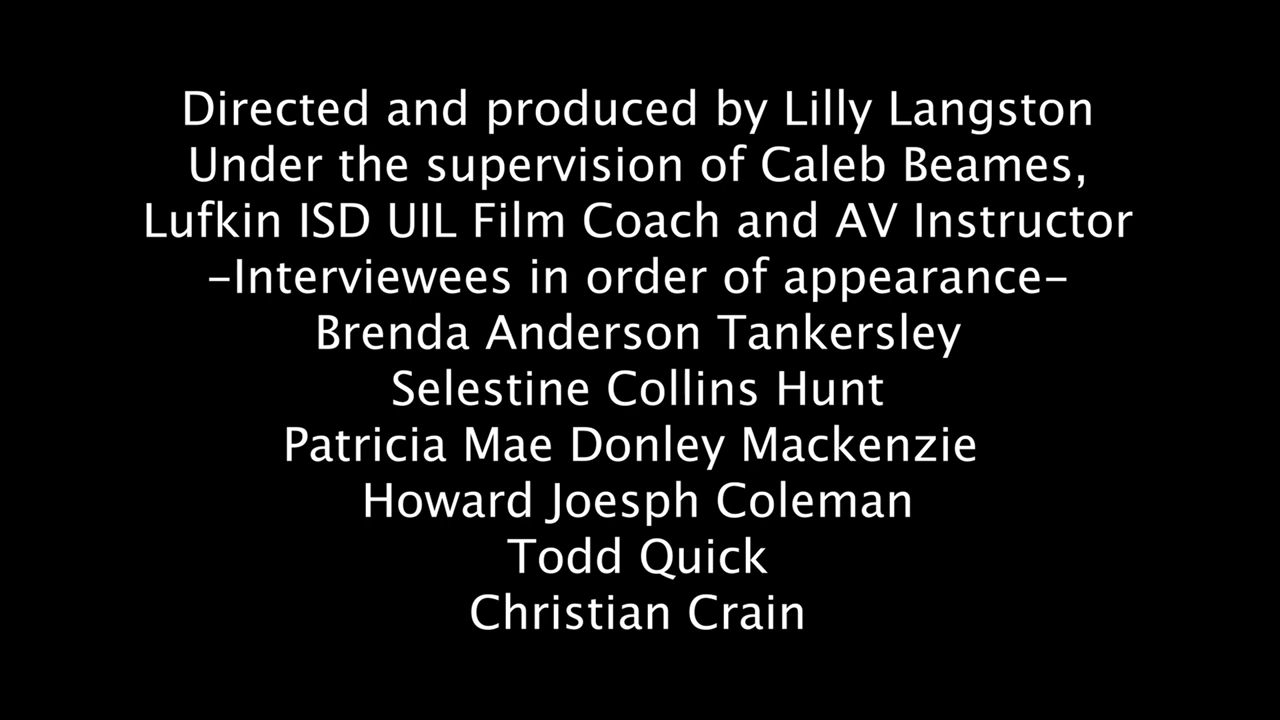 Directed and produced by Lilly Langston
Under the supervision of Caleb Beames,
Lufkin ISD UIL Film Coach and AV Instructor
-Interviewees in order of appearance-
Brenda Anderson Tankersley
Selestine Collins Hunt
Patricia Mae Donley Mackenzie
Howard Joesph Coleman
Todd Quick
Christian Crain